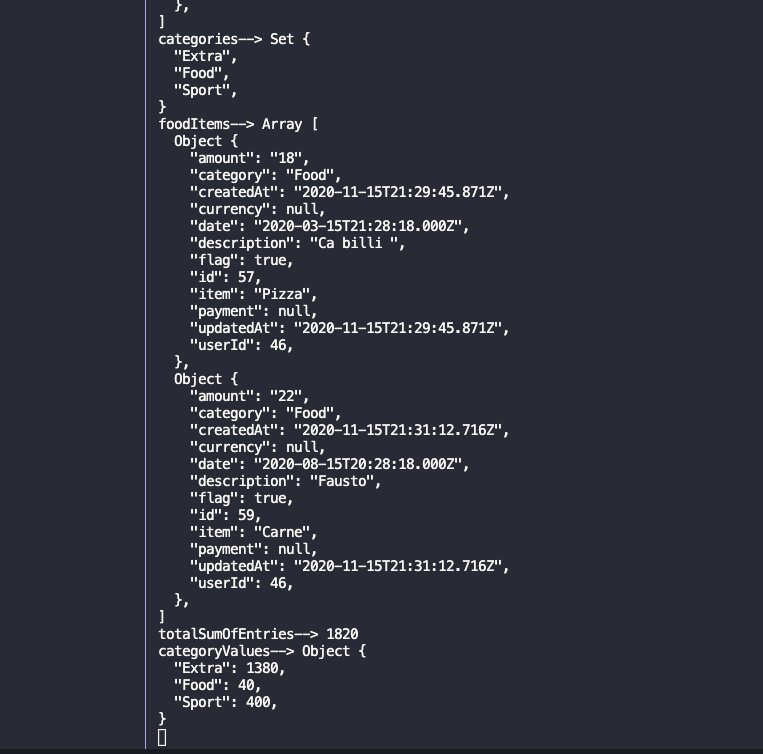 },
]
categories--> Set {
"Extra",
"Food",
"Sport",
}
foodItems--> Array [
Object {
"amount": "18",
"category": "Food",
"createdAt": "2020-11-15T21:29:45.871Z",
"currency": null,
"date": "2020-03-15T21:28:18.000Z",
"description": "Ca billi ",
"flag": true,
"id": 57,
"item": "Pizza",
"payment": null,
"updatedAt": "2020-11-15T21:29:45.871Z",
"userId": 46,
},
Object {
"amount": "22",
"category": "Food",
"createdAt": "2020-11-15T21:31:12.716Z",
"currency": null,
"date": "2020-08-15T20:28:18.000Z",
"description": "Fausto",
"flag": true,
"id": 59,
"item": "Carne",
"payment": null,
"updatedAt": "2020-11-15T21:31:12.716Z",
"userId": 46,
},
]
totalSumOfEntries--> 1820
categoryValues--> Object {
"Extra": 1380,
"Food": 40,
"Sport": 400,
}